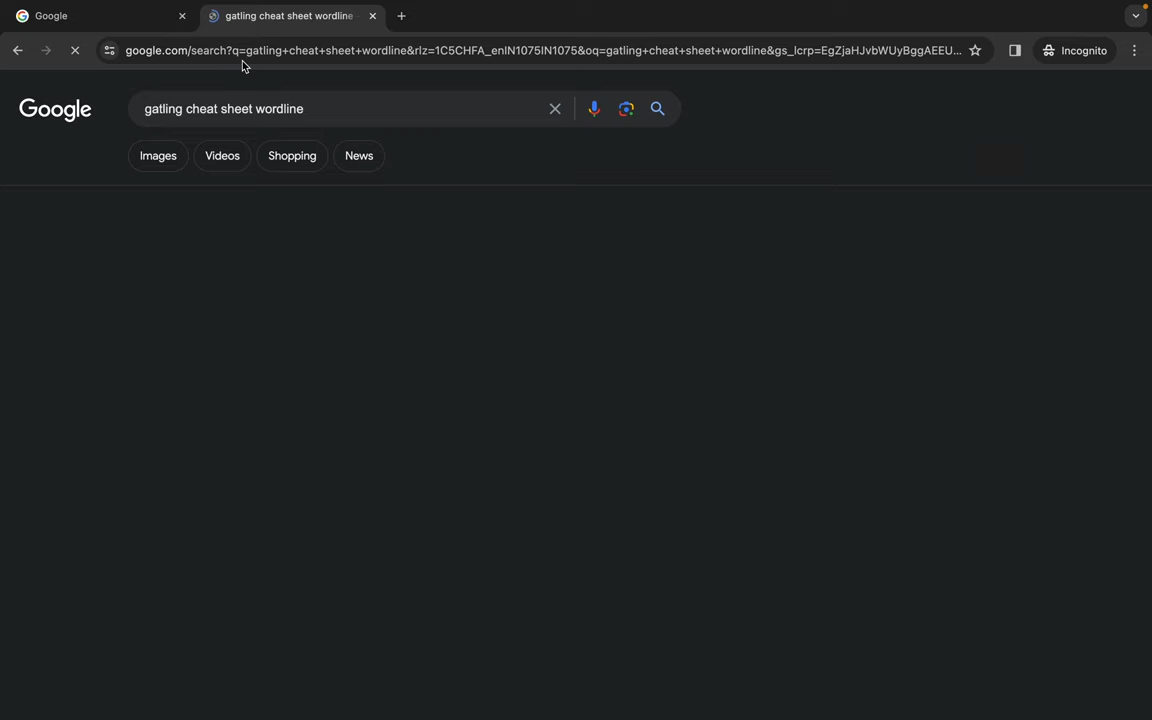 Google
gatling cheat sheet wordline
google.com/search?q=gatling+cheat+sheet+wordline&rlz=1C5CHFA_enIN1075IN1075&oq=gatling+cheat+sheet+wordline&gs_lcrp=EgZjaHJvbWUyBggAEEU...
Incognito
Google
gatling cheat sheet wordline
Images
Videos
Shopping
News